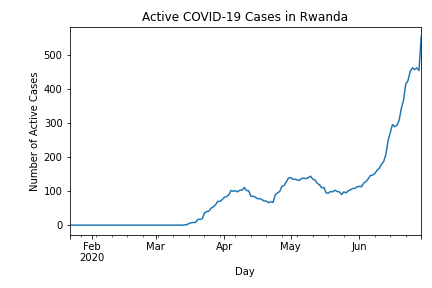 Active COVID-19 Cases in Rwanda
Number of Active Cases
500
400
300
200
100
0
Feb Mar Apr May Jun
2020
Day